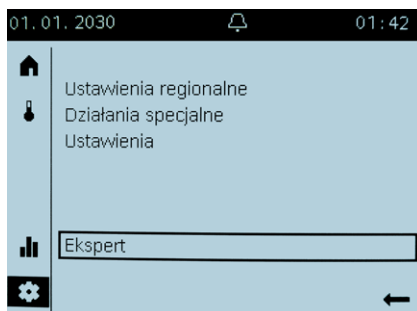 01.01.2030 01:42
Ustawienia regionalne
Działania specjalne
Ustawienia
Ekspert